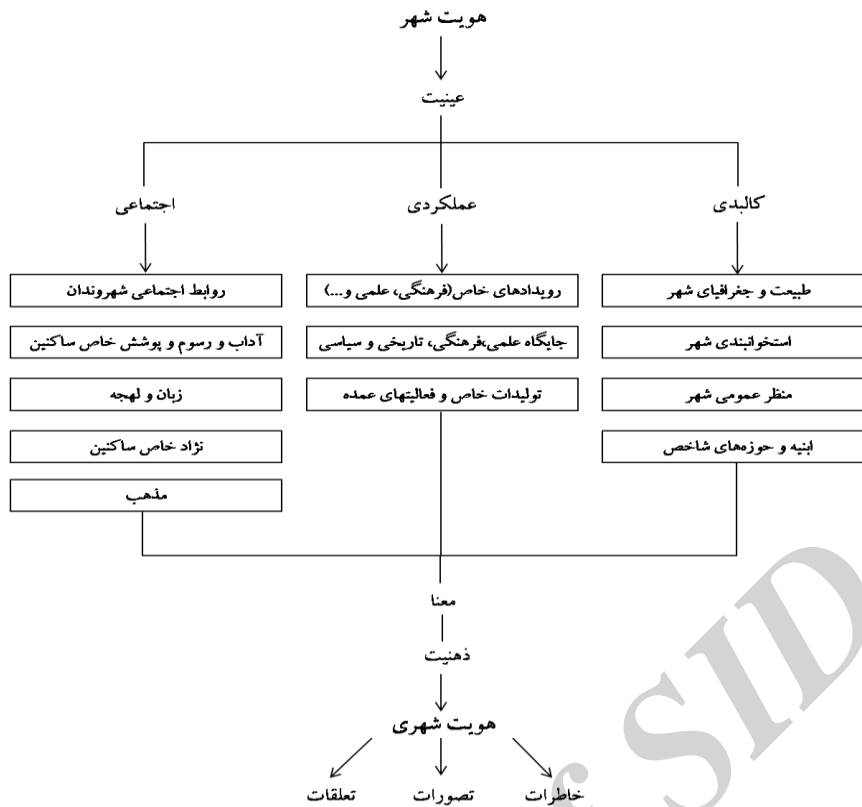 هویت شهر
عینیت
کالبدی
عملکردی
اجتماعی
طبیعت و جغرافیای شهر
استخوانبندی شهر
منظر عمومی شهر
ابنیه و حوزه‌های شاخص
رویدادهای خاص(فرهنگی، علمی و...)
جایگاه علمی،فرهنگی، تاریخی و سیاسی
تولیدات خاص و فعالیتهای عمده
روابط اجتماعی شهروندان
آداب و رسوم و پوشش خاص ساکنین
زبان و لهجه
نژاد خاص ساکنین
مذهب
معنا
ذهنیت
هویت شهری
خاطرات
تصورات
تعلقات
of SID